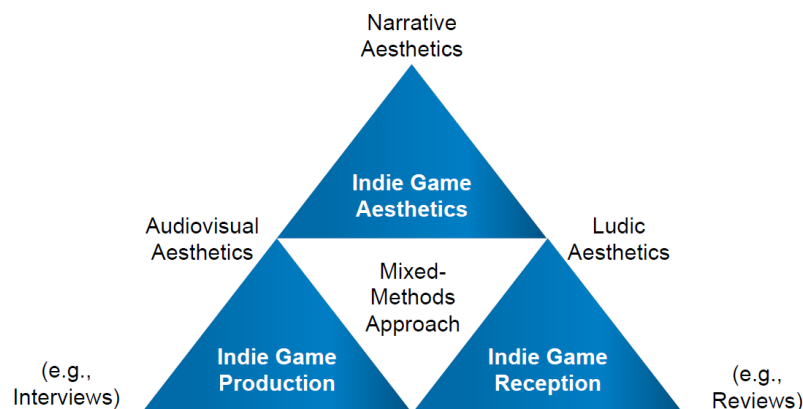 Narrative
Aesthetics
Indie Game
Aesthetics
Audiovisual
Aesthetics
Ludic
Aesthetics
Mixed-
Methods
Approach
(e.g.,
Interviews)
Indie Game
Production
Indie Game
Reception
(e.g.,
Reviews)